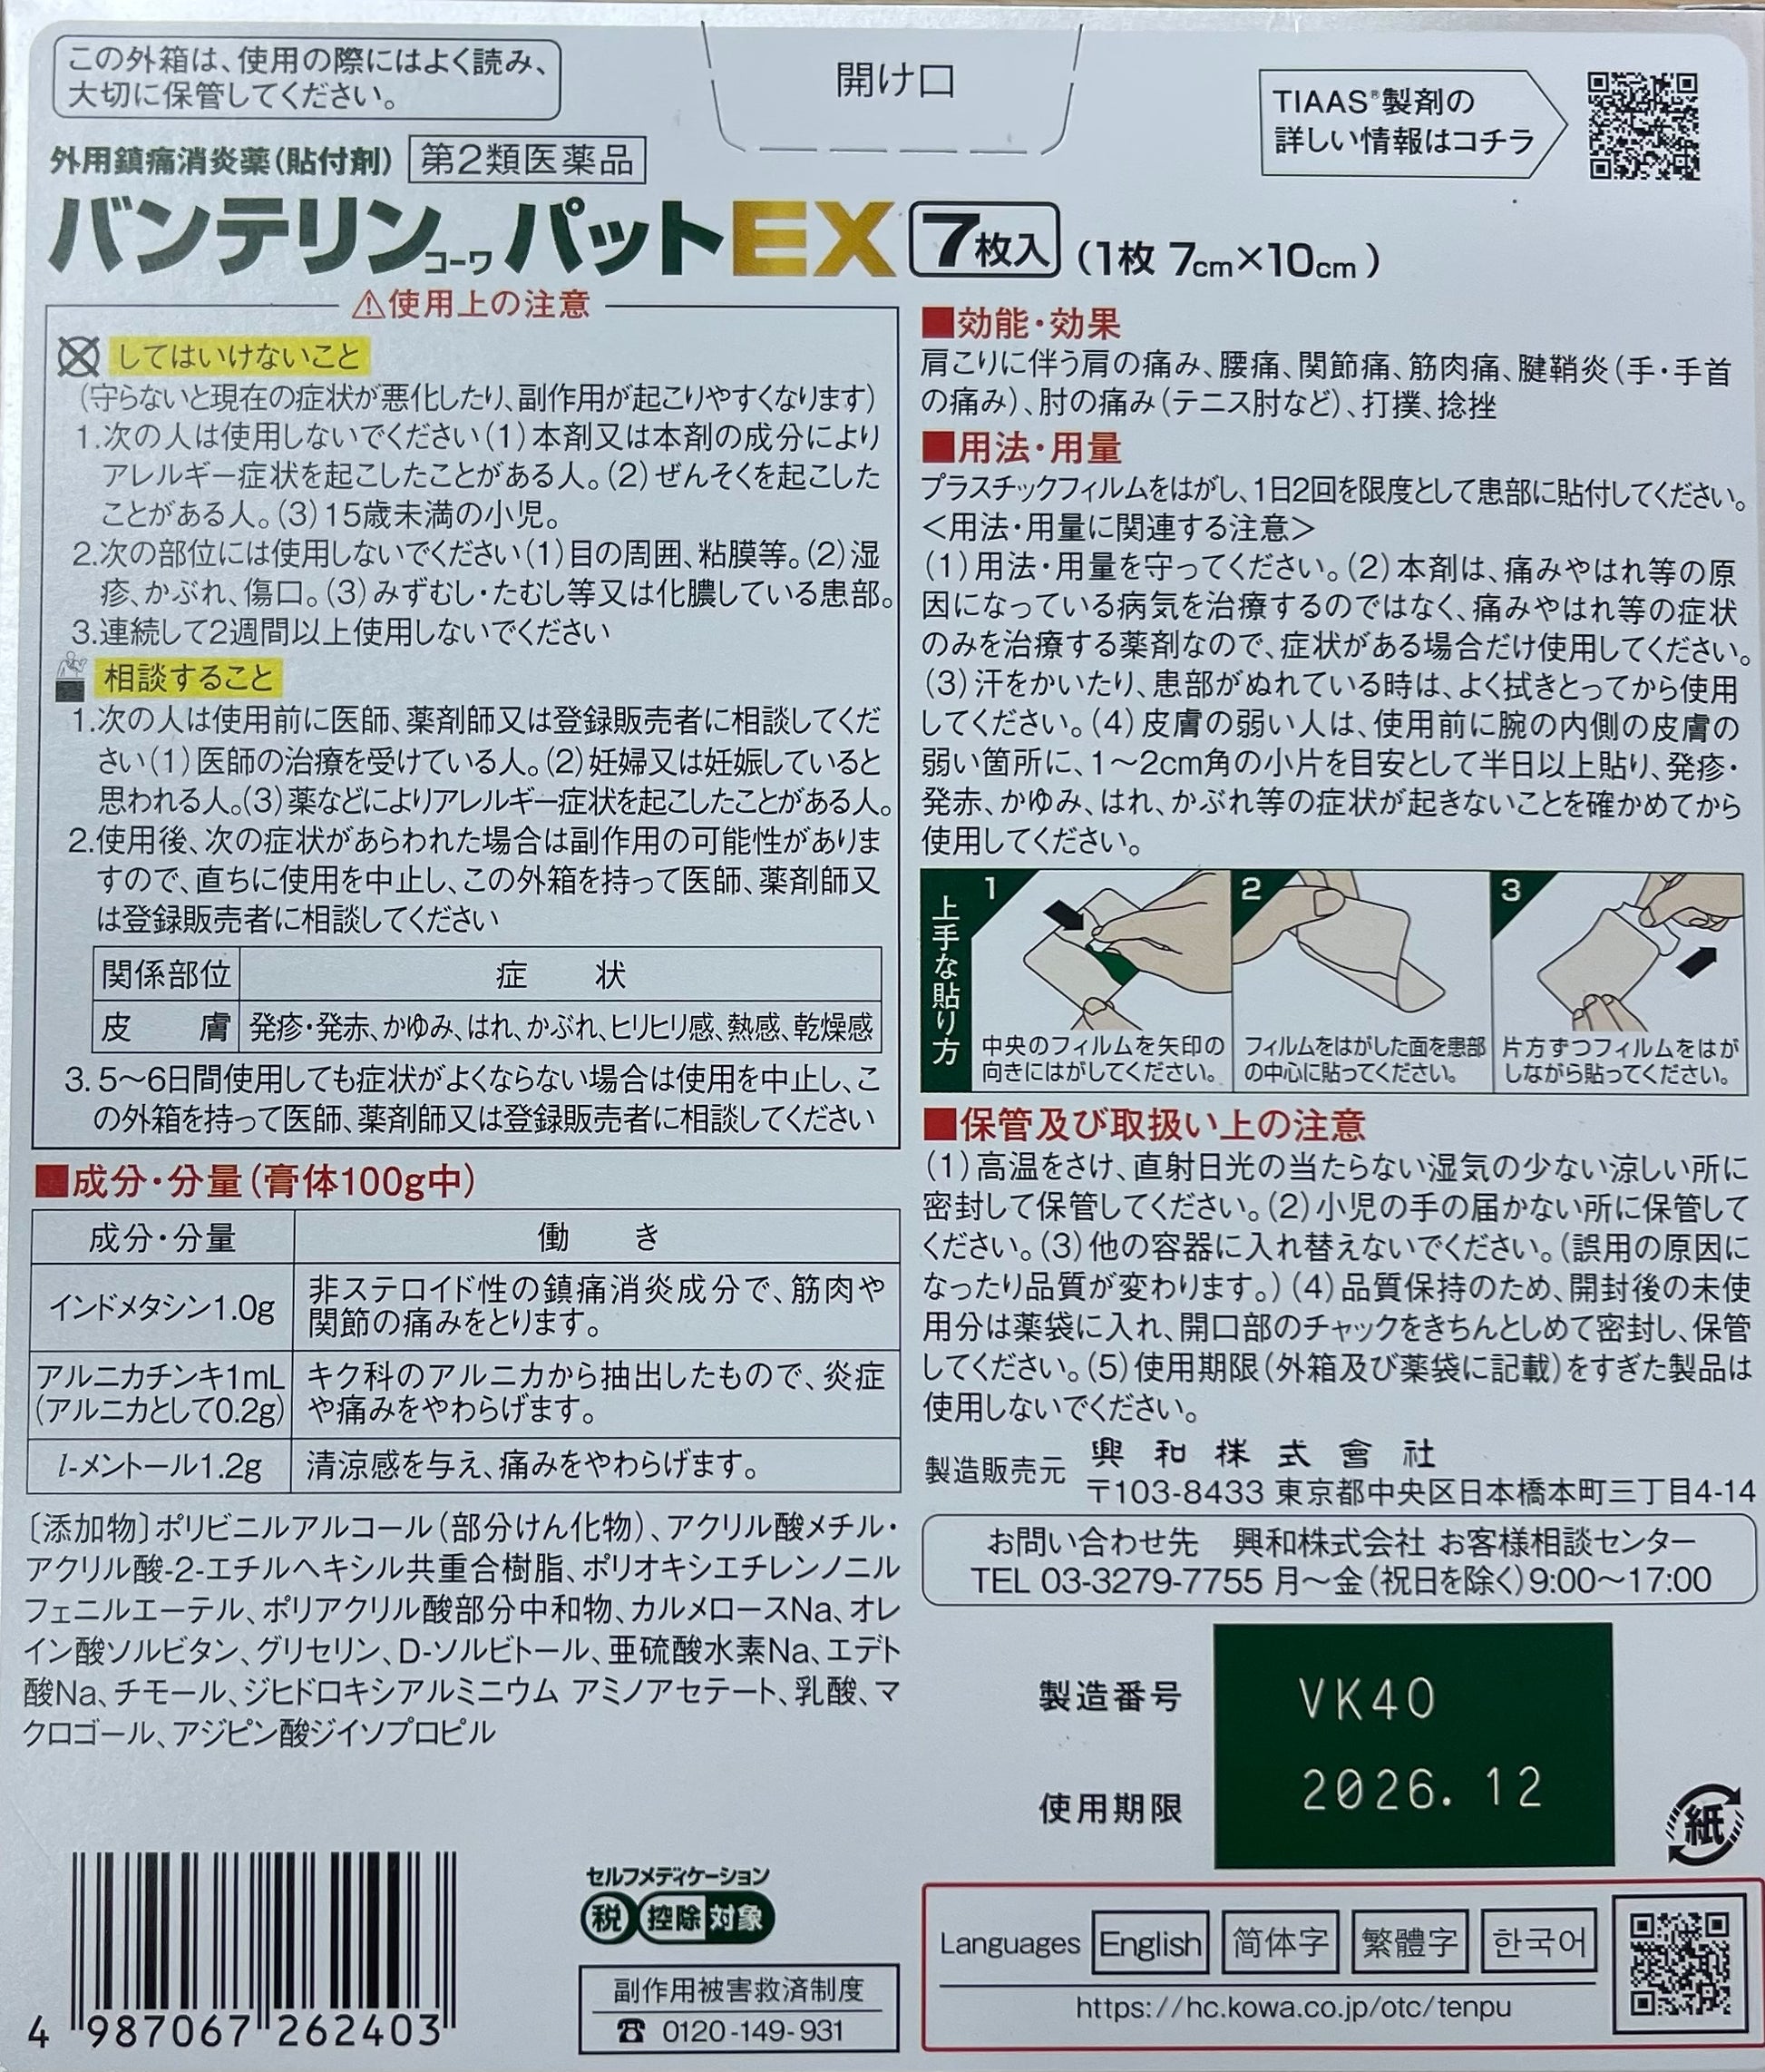 この外箱は、使用の際にはよく読み、
大切に保管してください。
開け口
TIAAS®製剤の
詳しい情報はコチラ
外用鎮痛消炎薬(貼付剤) 第2類医薬品
バンテリンコーワパットEX 7枚入 (1枚 7cm×10cm)
⚠使用上の注意
してはいけないこと
(守らないと現在の症状が悪化したり、副作用が起こりやすくなります)
1.次の人は使用しないでください(1)本剤又は本剤の成分により
アレルギー症状を起こしたことがある人。(2)ぜんそくを起こした
ことがある人。(3)15歳未満の小児。
2.次の部位には使用しないでください(1)目の周囲、粘膜等。(2)湿
疹、かぶれ、傷口。(3)みずむし・たむし等又は化膿している患部。
3.連続して2週間以上使用しないでください
相談すること
1.次の人は使用前に医師、薬剤師又は登録販売者に相談してくだ
さい(1)医師の治療を受けている人。(2)妊婦又は妊娠していると
思われる人。(3)薬などによりアレルギー症状を起こしたことがある人。
2.使用後、次の症状があらわれた場合は副作用の可能性がありま
すので、直ちに使用を中止し、この外箱を持って医師、薬剤師又
は登録販売者に相談してください
関係部位 症 状
皮 膚 発疹・発赤、かゆみ、はれ、かぶれ、ヒリヒリ感、熱感、乾燥感
3.5〜6日間使用しても症状がよくならない場合は使用を中止し、こ
の外箱を持って医師、薬剤師又は登録販売者に相談してください
■成分・分量(膏体100g中)
成分・分量 働 き
インドメタシン1.0g 非ステロイド性の鎮痛消炎成分で、筋肉や
関節の痛みをとります。
アルニカチンキ1mL キク科のアルニカから抽出したもので、炎症
(アルニカとして0.2g) や痛みをやわらげます。
l-メントール1.2g 清涼感を与え、痛みをやわらげます。
〔添加物〕ポリビニルアルコール(部分けん化物)、アクリル酸メチル・
アクリル酸-2-エチルヘキシル共重合樹脂、ポリオキシエチレンノニル
フェニルエーテル、ポリアクリル酸部分中和物、カルメロースNa、オレ
イン酸ソルビタン、グリセリン、D-ソルビトール、亜硫酸水素Na、エデト
酸Na、チモール、ジヒドロキシアルミニウム アミノアセテート、乳酸、マ
クロゴール、アジピン酸ジイソプロピル
4 987067 262403
セルフメディケーション
税 控除 対象
副作用被害救済制度
☎ 0120-149-931
■効能・効果
肩こりに伴う肩の痛み、腰痛、関節痛、筋肉痛、腱鞘炎(手・手首
の痛み)、肘の痛み(テニス肘など)、打撲、捻挫
■用法・用量
プラスチックフィルムをはがし、1日2回を限度として患部に貼付してください。
＜用法・用量に関連する注意＞
(1)用法・用量を守ってください。(2)本剤は、痛みやはれ等の原
因になっている病気を治療するのではなく、痛みやはれ等の症状
のみを治療する薬剤なので、症状がある場合だけ使用してください。
(3)汗をかいたり、患部がぬれている時は、よく拭きとってから使用
してください。(4)皮膚の弱い人は、使用前に腕の内側の皮膚の
弱い箇所に、1〜2cm角の小片を目安として半日以上貼り、発疹・
発赤、かゆみ、はれ、かぶれ等の症状が起きないことを確かめてから
使用してください。
上手な貼り方
1
中央のフィルムを矢印の
向きにはがしてください。
2
フィルムをはがした面を患部
の中心に貼ってください。
3
片方ずつフィルムをはが
しながら貼ってください。
■保管及び取扱い上の注意
(1)高温をさけ、直射日光の当たらない湿気の少ない涼しい所に
密封して保管してください。(2)小児の手の届かない所に保管して
ください。(3)他の容器に入れ替えないでください。(誤用の原因に
なったり品質が変わります。)(4)品質保持のため、開封後の未使
用分は薬袋に入れ、開口部のチャックをきちんとしめて密封し、保管
してください。(5)使用期限(外箱及び薬袋に記載)をすぎた製品は
使用しないでください。
製造販売元 興和株式會社
〒103-8433 東京都中央区日本橋本町三丁目4-14
お問い合わせ先 興和株式会社 お客様相談センター
TEL 03-3279-7755 月〜金(祝日を除く)9:00〜17:00
製造番号 VK40
使用期限 2026.12
紙
Languages English 简体字 繁體字 한국어
https://hc.kowa.co.jp/otc/tenpu